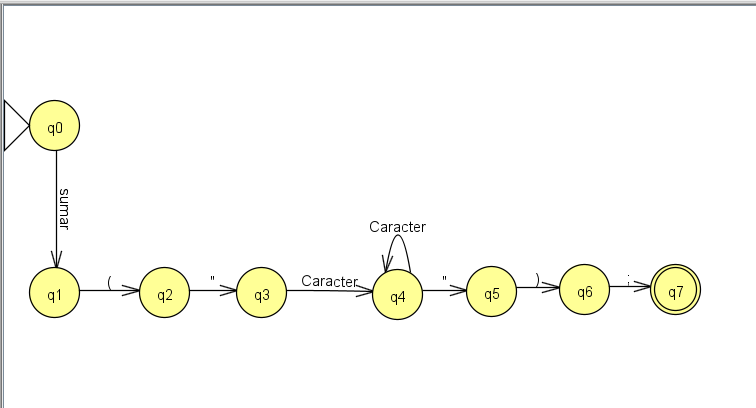 q0
sumar
Caracter
q1
(
q2
"
q3
Caracter
q4
"
q5
)
q6
;
q7